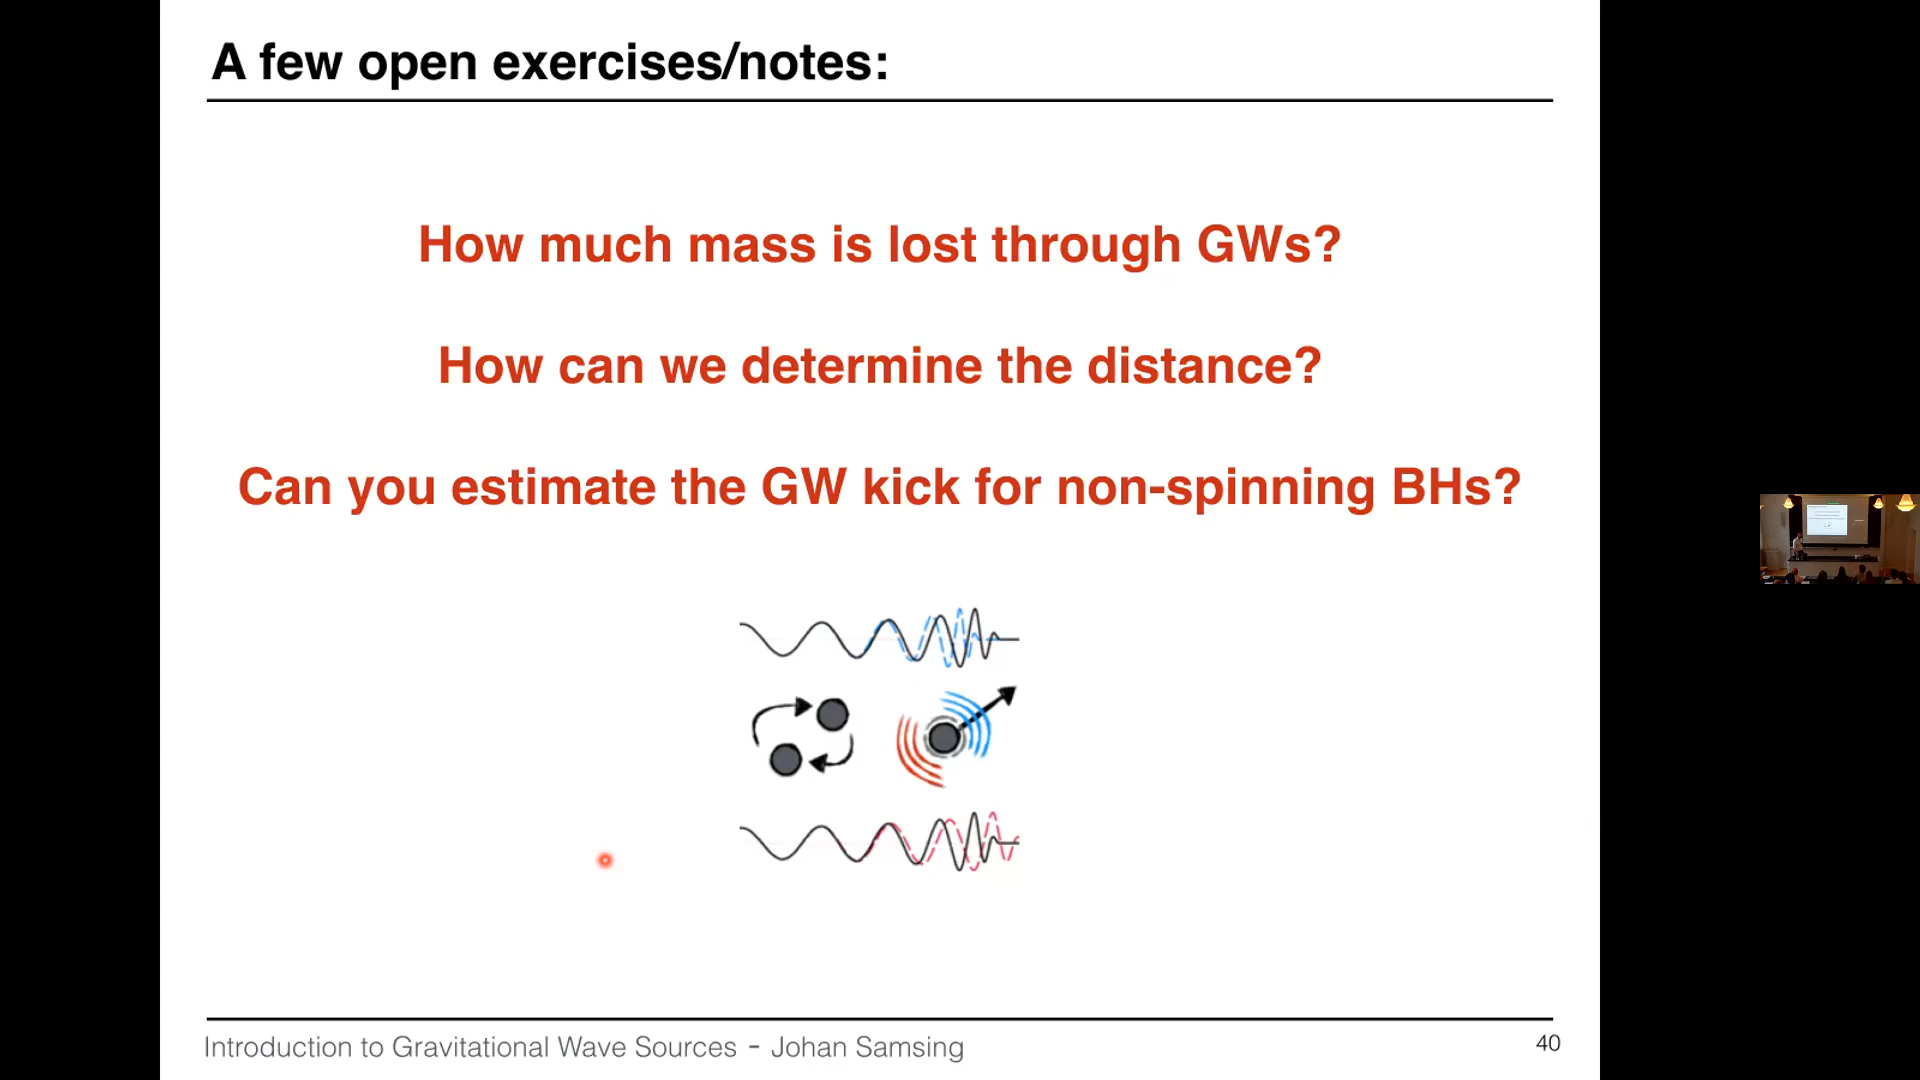 A few open exercises/notes:
How much mass is lost through GWs?
How can we determine the distance?
Can you estimate the GW kick for non-spinning BHs?
Introduction to Gravitational Wave Sources - Johan Samsing
40